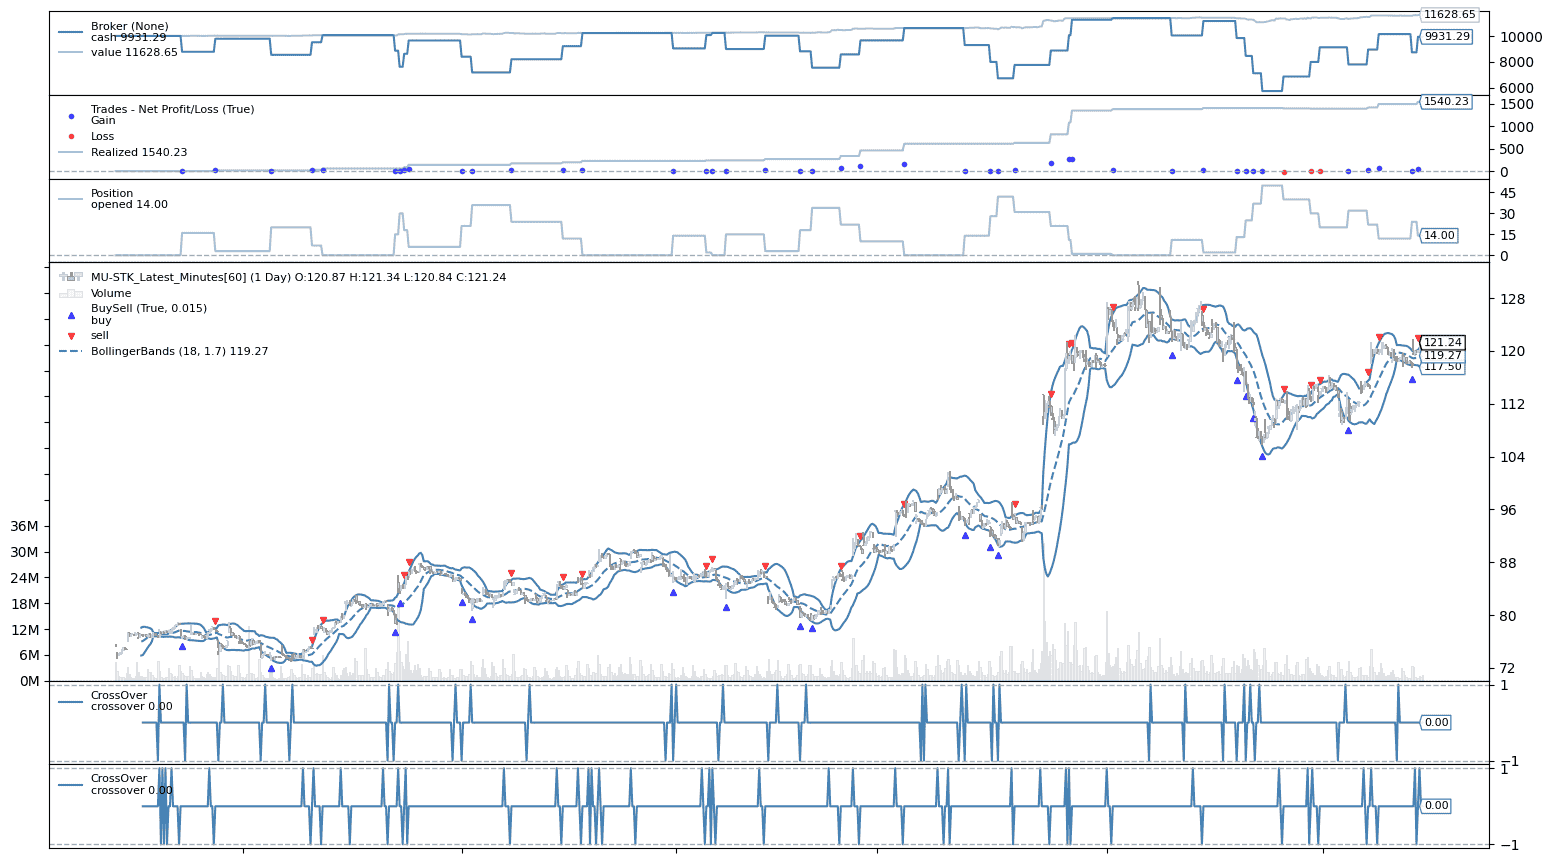 Broker (None)
cash 9931.29
value 11628.65
11628.65
9931.29
10000
8000
6000
Trades - Net Profit/Loss (True)
Gain
Loss
Realized 1540.23
1540.23
1500
1000
500
0
Position
opened 14.00
45
30
15
0
14.00
MU-STK_Latest_Minutes[60] (1 Day) O:120.87 H:121.34 L:120.84 C:121.24
Volume
BuySell (True, 0.015)
buy
sell
BollingerBands (18, 1.7) 119.27
121.24
119.27
117.50
128
120
112
104
96
88
80
72
36M
30M
24M
18M
12M
6M
0M
CrossOver
crossover 0.00
1
0.00
−1
CrossOver
crossover 0.00
1
0.00
−1